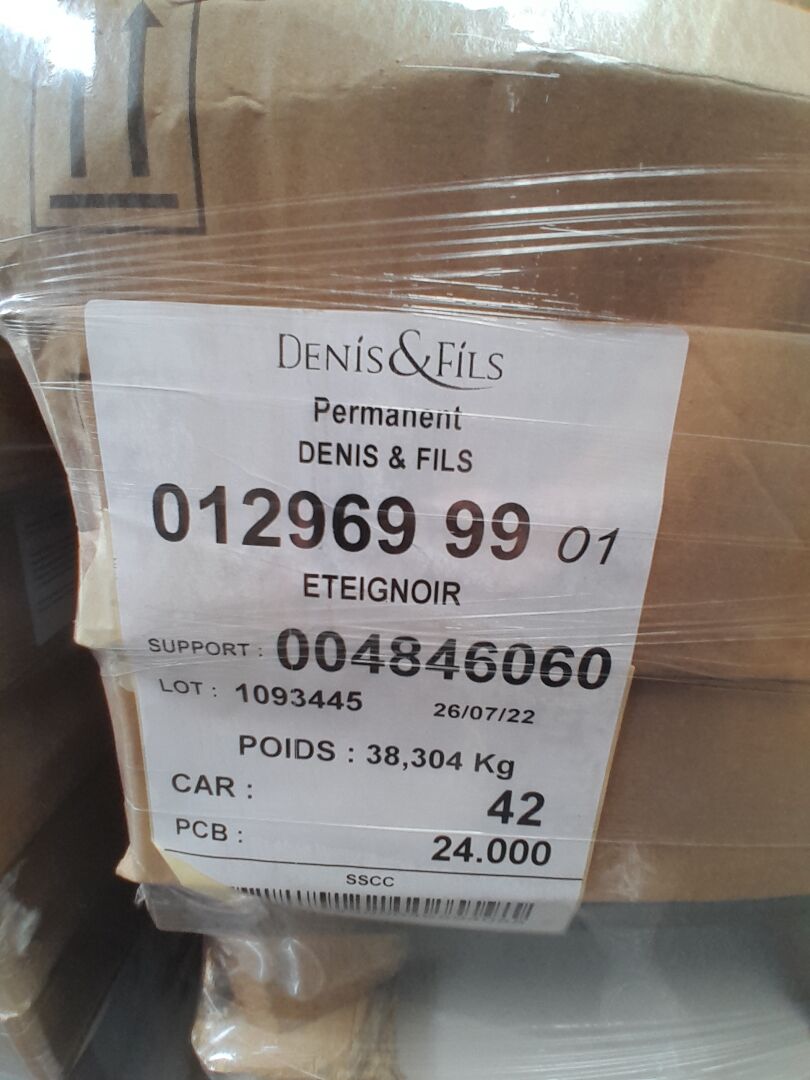 DENIS&FILS
Permanent
DENIS & FILS
012969 99 01
ETEIGNOIR
SUPPORT : 004846060
LOT : 1093445 26/07/22
POIDS : 38,304 Kg
CAR : 42
PCB : 24.000
SSCC